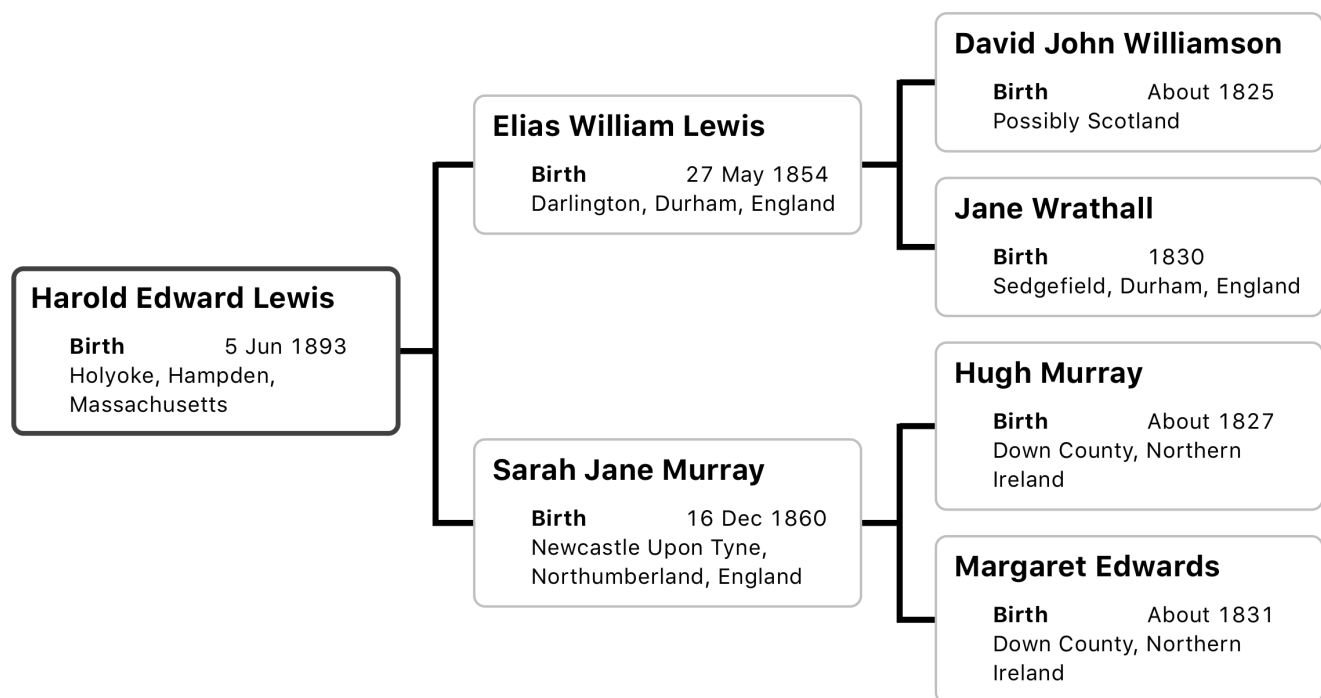 Harold Edward Lewis
Birth 5 Jun 1893
Holyoke, Hampden,
Massachusetts
Elias William Lewis
Birth 27 May 1854
Darlington, Durham, England
Sarah Jane Murray
Birth 16 Dec 1860
Newcastle Upon Tyne,
Northumberland, England
David John Williamson
Birth About 1825
Possibly Scotland
Jane Wrathall
Birth 1830
Sedgefield, Durham, England
Hugh Murray
Birth About 1827
Down County, Northern
Ireland
Margaret Edwards
Birth About 1831
Down County, Northern
Ireland